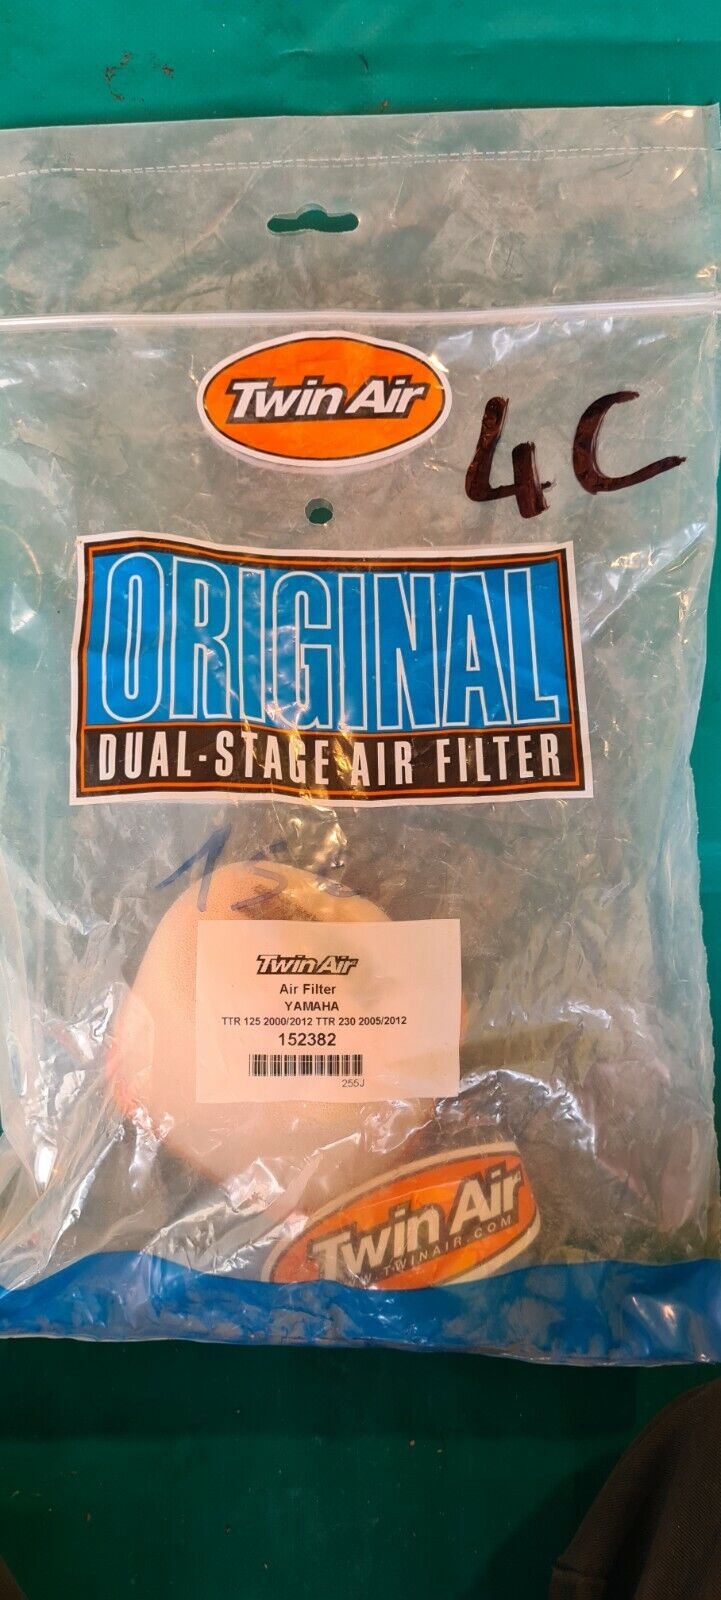 Twin Air
4C
ORIGINAL
DUAL-STAGE AIR FILTER
Twin Air
Air Filter
YAMAHA
TTR 125 2000/2012 TTR 230 2005/2012
152382
255J
Twin Air
WWW.TWINAIR.COM